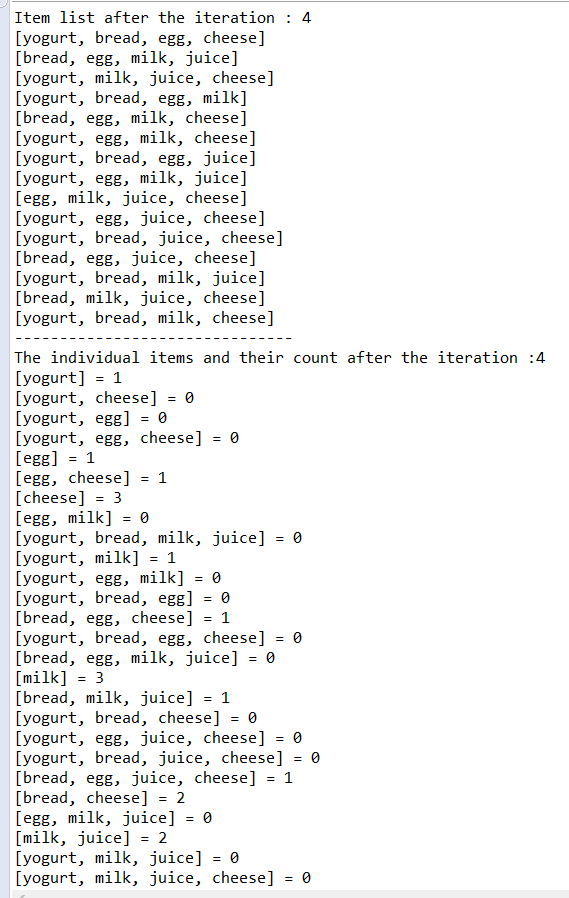 Item list after the iteration : 4
[yogurt, bread, egg, cheese]
[bread, egg, milk, juice]
[yogurt, milk, juice, cheese]
[yogurt, bread, egg, milk]
[bread, egg, milk, cheese]
[yogurt, egg, milk, cheese]
[yogurt, bread, egg, juice]
[yogurt, egg, milk, juice]
[egg, milk, juice, cheese]
[yogurt, egg, juice, cheese]
[yogurt, bread, juice, cheese]
[bread, egg, juice, cheese]
[yogurt, bread, milk, juice]
[bread, milk, juice, cheese]
[yogurt, bread, milk, cheese]
-------------------------------
The individual items and their count after the iteration :4
[yogurt] = 1
[yogurt, cheese] = 0
[yogurt, egg] = 0
[yogurt, egg, cheese] = 0
[egg] = 1
[egg, cheese] = 1
[cheese] = 3
[egg, milk] = 0
[yogurt, bread, milk, juice] = 0
[yogurt, milk] = 1
[yogurt, egg, milk] = 0
[yogurt, bread, egg] = 0
[bread, egg, cheese] = 1
[yogurt, bread, egg, cheese] = 0
[bread, egg, milk, juice] = 0
[milk] = 3
[bread, milk, juice] = 1
[yogurt, bread, cheese] = 0
[yogurt, egg, juice, cheese] = 0
[yogurt, bread, juice, cheese] = 0
[bread, egg, juice, cheese] = 1
[bread, cheese] = 2
[egg, milk, juice] = 0
[milk, juice] = 2
[yogurt, milk, juice] = 0
[yogurt, milk, juice, cheese] = 0